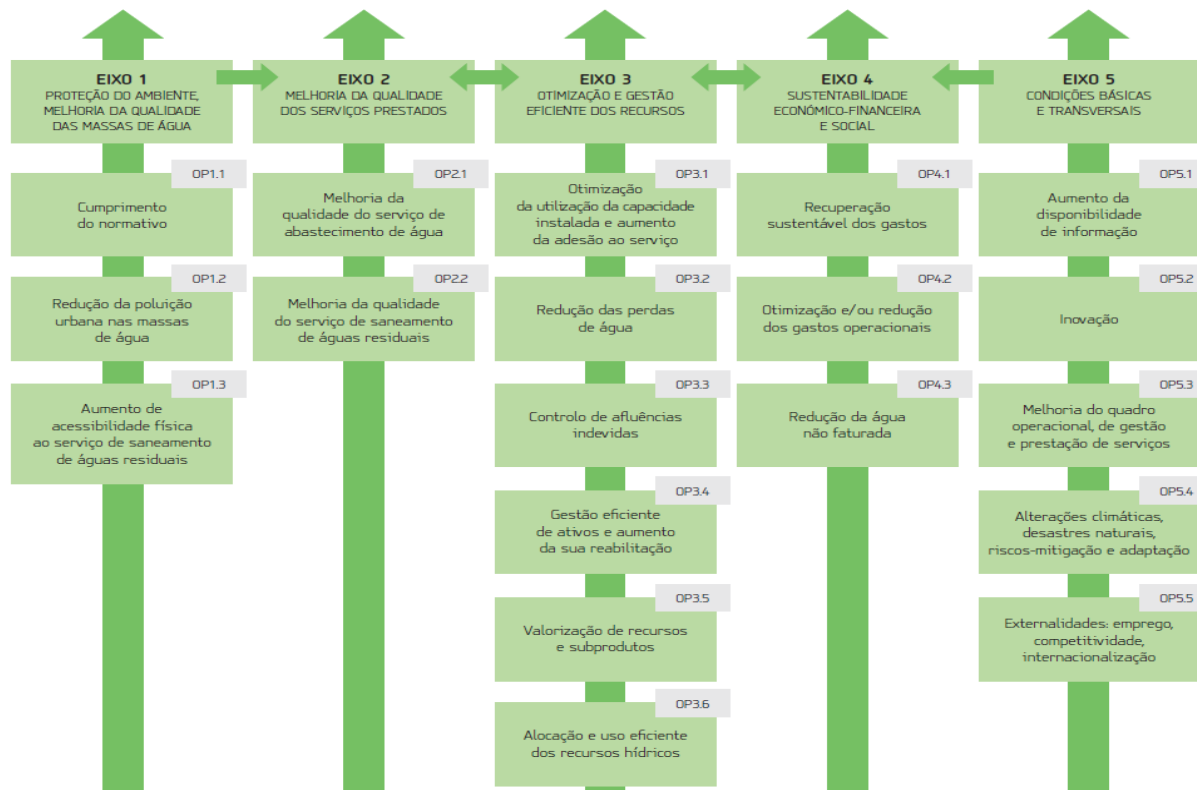 EIXO 1
PROTEÇÃO DO AMBIENTE,
MELHORIA DA QUALIDADE
DAS MASSAS DE ÁGUA
OP1.1
Cumprimento
do normativo
OP1.2
Redução da poluição
urbana nas massas
de água
OP1.3
Aumento de
acessibilidade física
ao serviço de saneamento
de águas residuais
EIXO 2
MELHORIA DA QUALIDADE
DOS SERVIÇOS PRESTADOS
OP2.1
Melhoria da
qualidade do serviço de
abastecimento de água
OP2.2
Melhoria da qualidade
do serviço de saneamento
de águas residuais
EIXO 3
OTIMIZAÇÃO E GESTÃO
EFICIENTE DOS RECURSOS
OP3.1
Otimização
da utilização da capacidade
instalada e aumento
da adesão ao serviço
OP3.2
Redução das perdas
de água
OP3.3
Controlo de afluências
indevidas
OP3.4
Gestão eficiente
de ativos e aumento
da sua reabilitação
OP3.5
Valorização de recursos
e subprodutos
OP3.6
Alocação e uso eficiente
dos recursos hídricos
EIXO 4
SUSTENTABILIDADE
ECONÓMICO-FINANCEIRA
E SOCIAL
OP4.1
Recuperação
sustentável dos gastos
OP4.2
Otimização e/ou redução
dos gastos operacionais
OP4.3
Redução da água
não faturada
EIXO 5
CONDIÇÕES BÁSICAS
E TRANSVERSAIS
OP5.1
Aumento da
disponibilidade
de informação
OP5.2
Inovação
OP5.3
Melhoria do quadro
operacional, de gestão
e prestação de serviços
OP5.4
Alterações climáticas,
desastres naturais,
riscos-mitigação e adaptação
OP5.5
Externalidades: emprego,
competitividade,
internacionalização